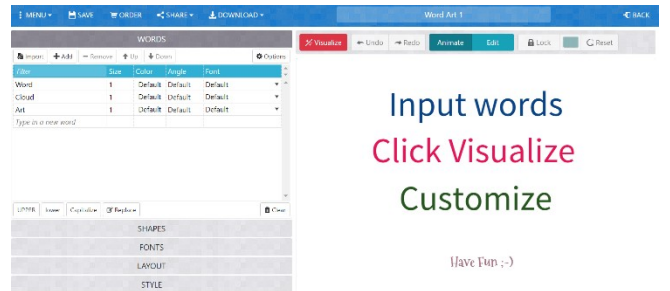 MENU SAVE ORDER SHARE DOWNLOAD Word Art 1 BACK
WORDS
Import Add Remove Up Down Options
Filter Size Color Angle Font
Word 1 Default Default Default
Cloud 1 Default Default Default
Art 1 Default Default Default
Type in a new word
UPPER lower Capitalize Replace Clear
SHAPES
FONTS
LAYOUT
STYLE
Visualize Undo Redo Animate Edit Lock Reset
Input words
Click Visualize
Customize
Have Fun ;-)